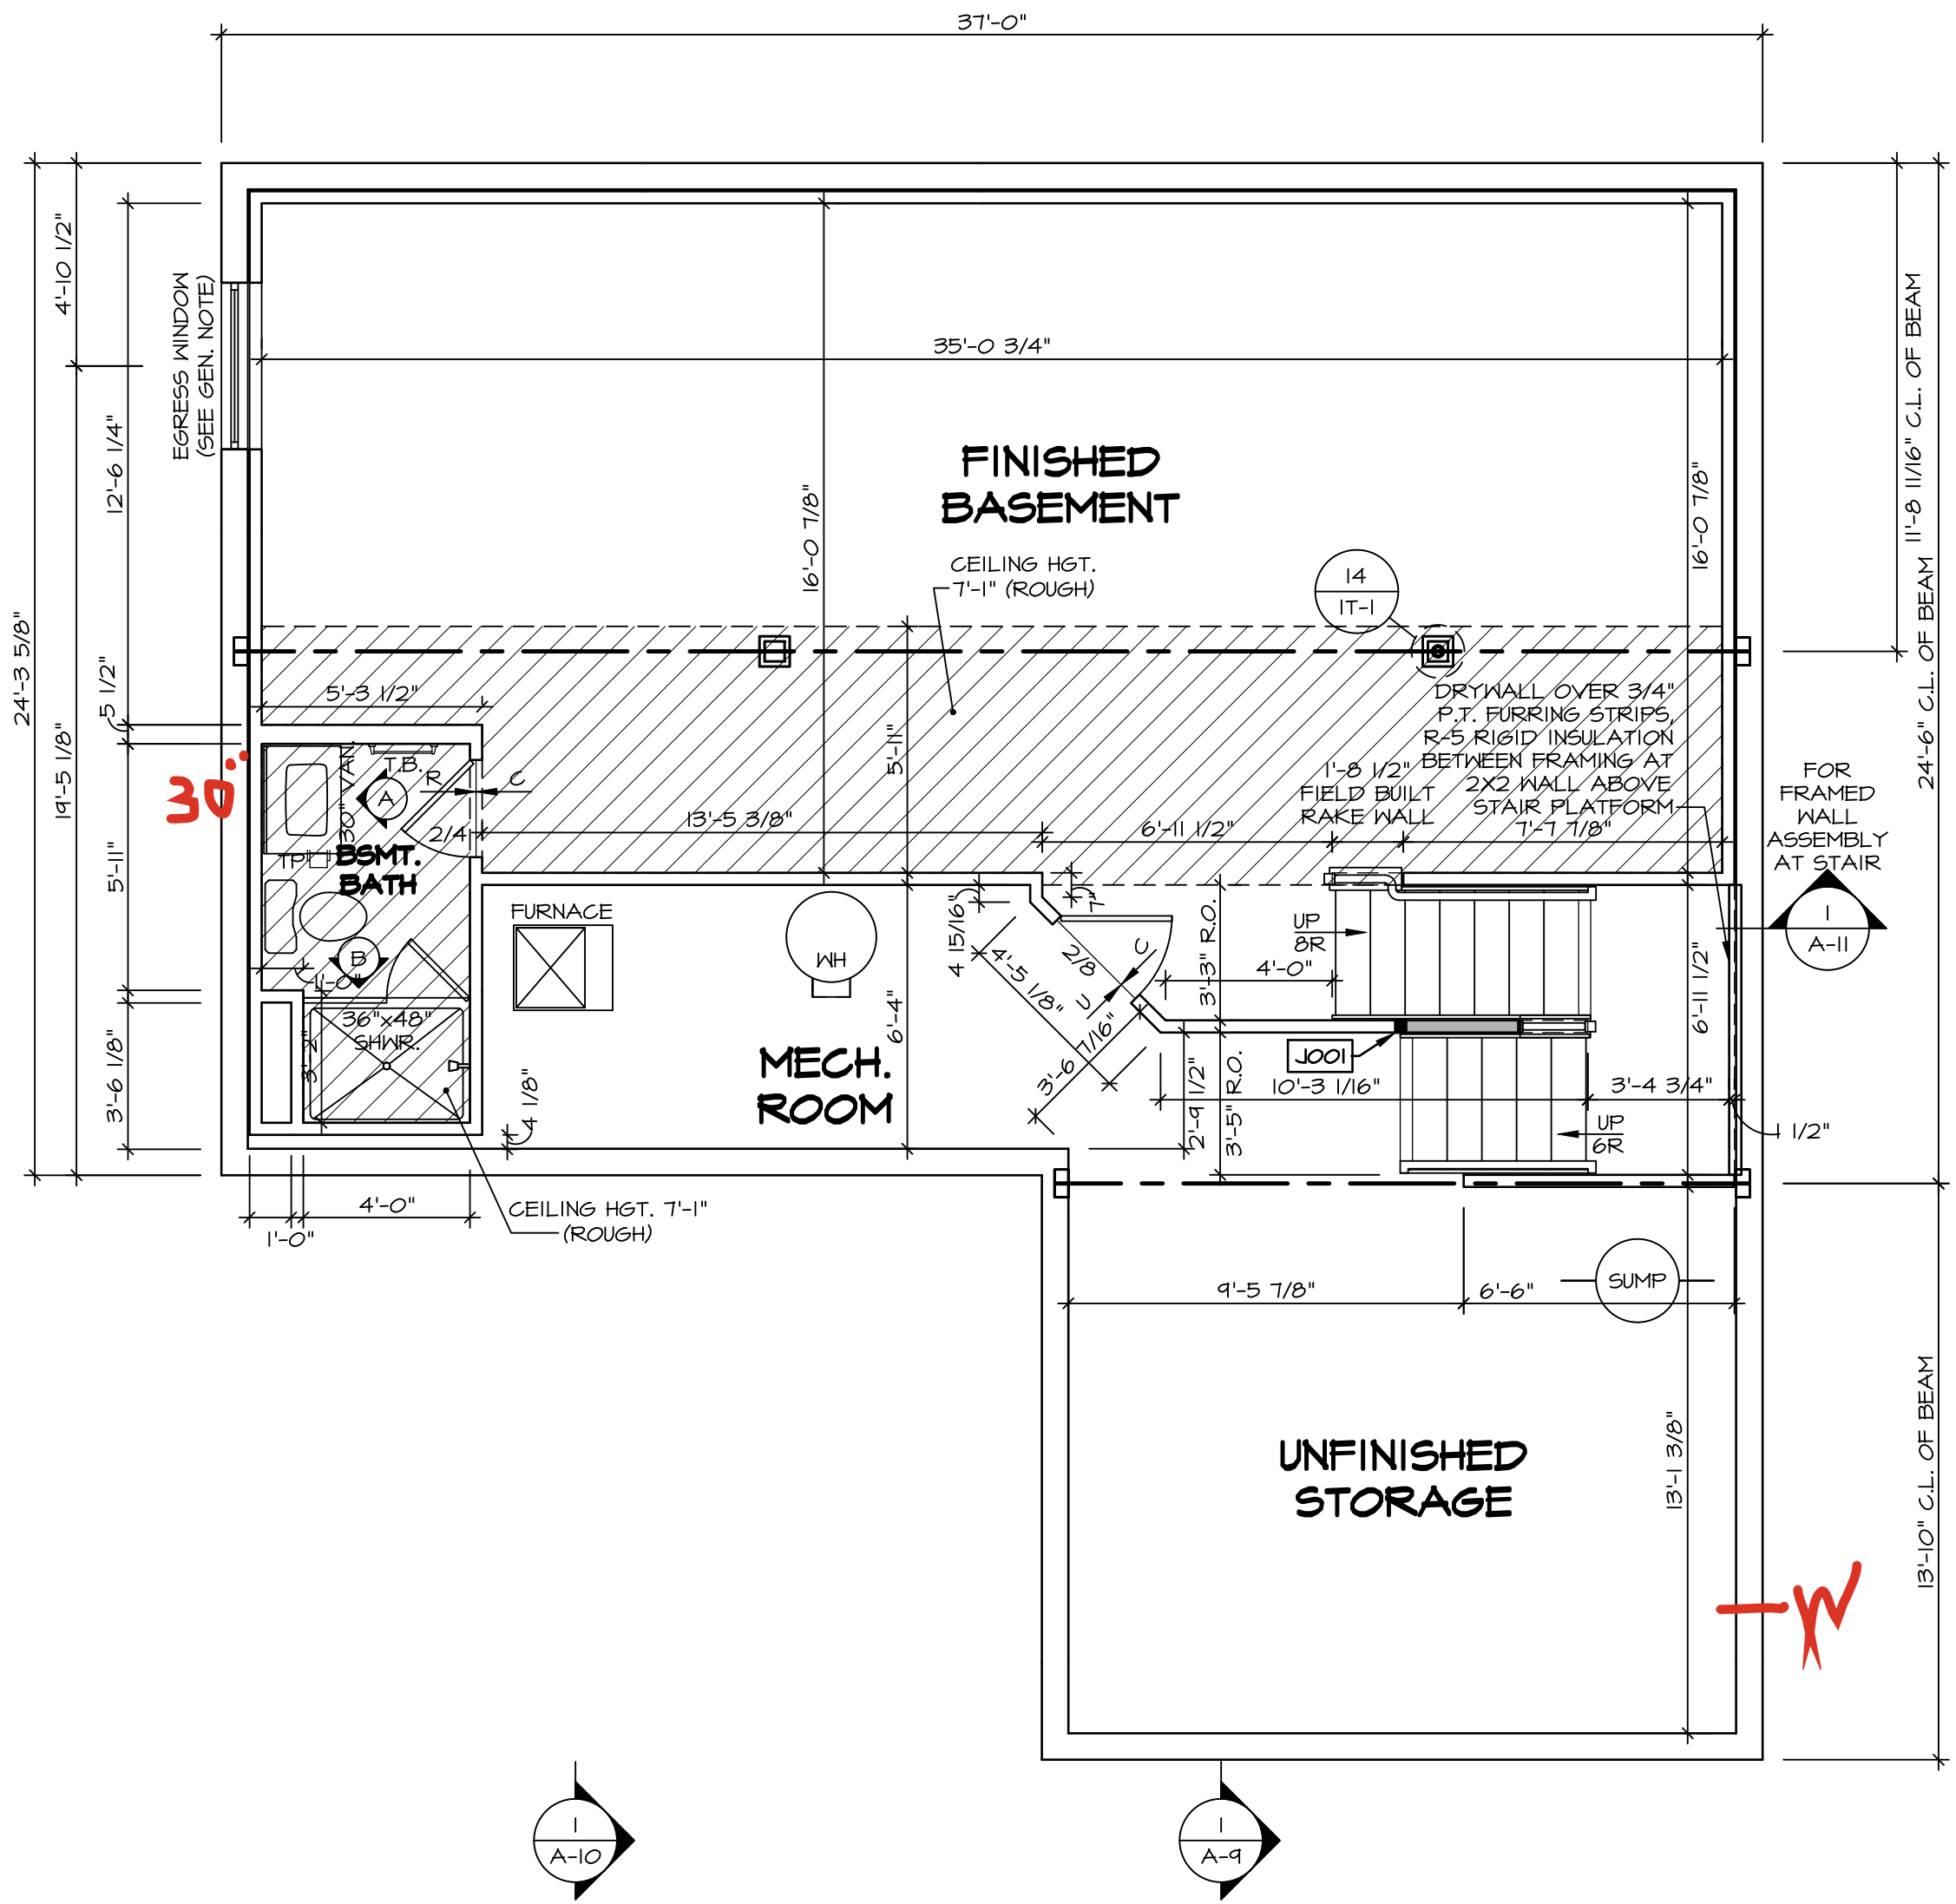 37'-0"
24'-3 5/8"
4'-10 1/2"
19'-5 1/8"
12'-6 1/4"
5 1/2"
5'-11"
3'-6 1/8"
EGRESS WINDOW
(SEE GEN. NOTE)
35'-0 3/4"
FINISHED
BASEMENT
16'-0 7/8"
16'-0 7/8"
CEILING HGT.
7'-1" (ROUGH)
14
1T-1
11'-8 11/16" C.L. OF BEAM
24'-6" C.L. OF BEAM
DRYWALL OVER 3/4"
P.T. FURRING STRIPS,
R-5 RIGID INSULATION
BETWEEN FRAMING AT
2X2 WALL ABOVE
STAIR PLATFORM
1'-8 1/2"
FIELD BUILT
RAKE WALL
FOR
FRAMED
WALL
ASSEMBLY
AT STAIR
1
A-11
5'-3 1/2"
5'-11"
13'-5 3/8"
6'-11 1/2"
7'-7 7/8"
30"
T.B.
R
C
A
30" VAN.
2/4
TP
BSMT.
BATH
B
1'-0"
36"x48"
SHWR.
3'-2"
FURNACE
WH
MECH.
ROOM
6'-4"
4 1/8"
4 15/16"
7"
4'-5 1/8"
2/8
C
U
3'-6 7/16"
3'-3" R.O.
4'-0"
UP
8R
6'-11 1/2"
J001
2'-9 1/2"
3'-5" R.O.
10'-3 1/16"
3'-4 3/4"
UP
6R
1 1/2"
4'-0"
1'-0"
CEILING HGT. 7'-1"
(ROUGH)
9'-5 7/8"
6'-6"
SUMP
UNFINISHED
STORAGE
13'-1 3/8"
13'-10" C.L. OF BEAM
1
A-10
1
A-9